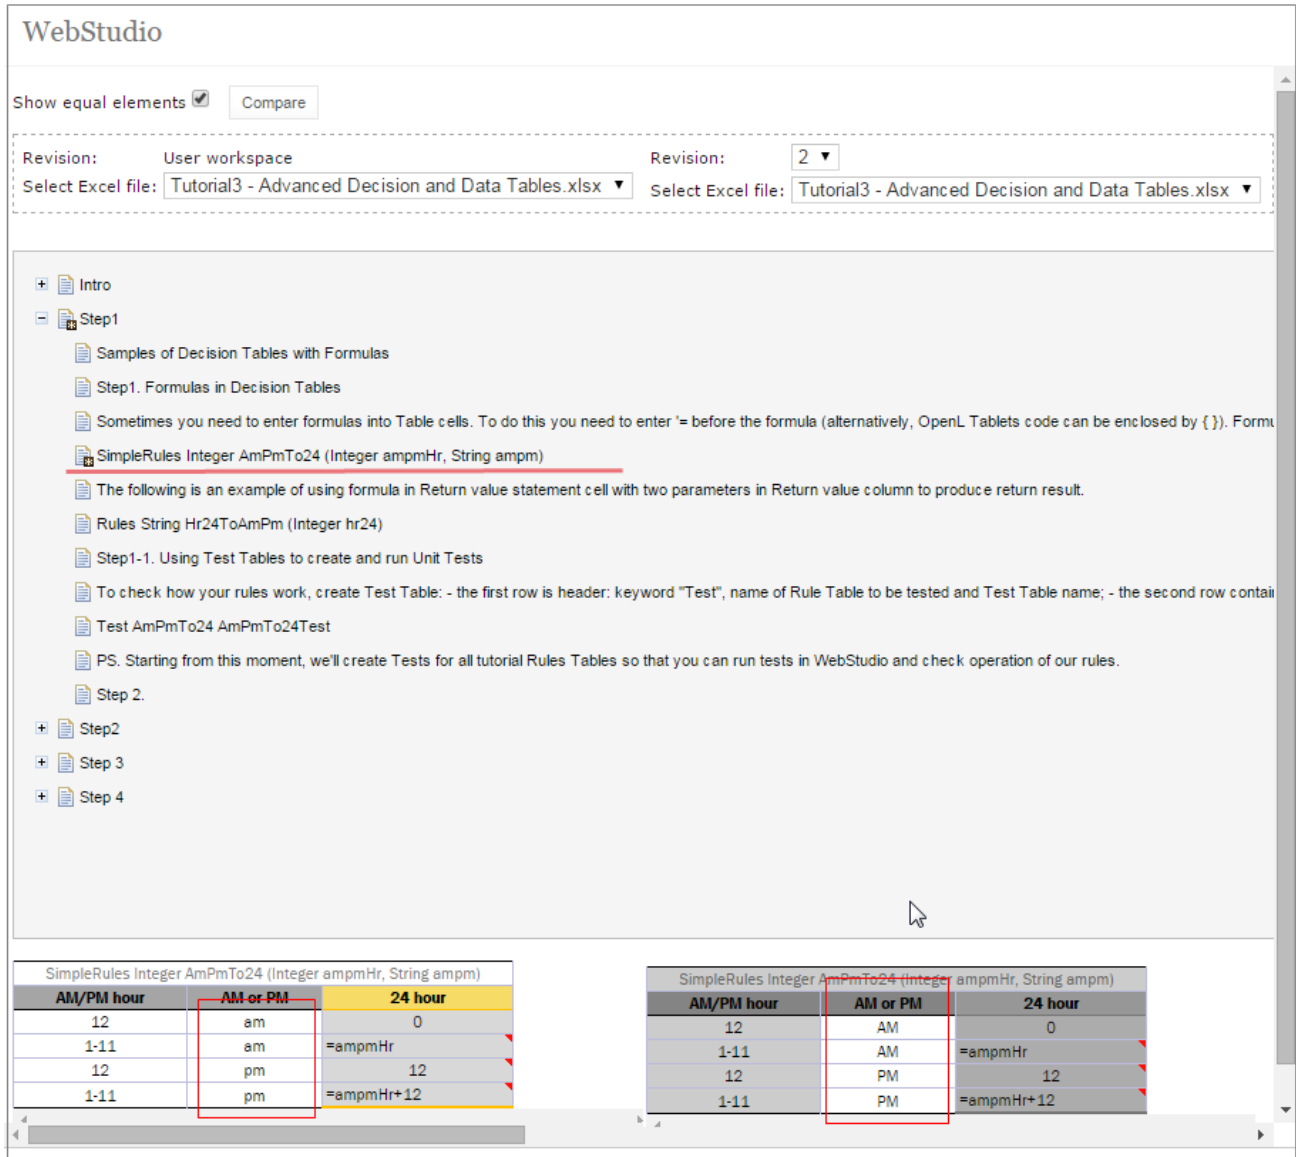 WebStudio
Show equal elements Compare
Revision: User workspace Revision: 2
Select Excel file: Tutorial3 - Advanced Decision and Data Tables.xlsx Select Excel file: Tutorial3 - Advanced Decision and Data Tables.xlsx
Intro
Step1
Samples of Decision Tables with Formulas
Step1. Formulas in Decision Tables
Sometimes you need to enter formulas into Table cells. To do this you need to enter '= before the formula (alternatively, OpenL Tablets code can be enclosed by { }). Formu
SimpleRules Integer AmPmTo24 (Integer ampmHr, String ampm)
The following is an example of using formula in Return value statement cell with two parameters in Return value column to produce return result.
Rules String Hr24ToAmPm (Integer hr24)
Step1-1. Using Test Tables to create and run Unit Tests
To check how your rules work, create Test Table: - the first row is header: keyword "Test", name of Rule Table to be tested and Test Table name; - the second row contai
Test AmPmTo24 AmPmTo24Test
PS. Starting from this moment, we'll create Tests for all tutorial Rules Tables so that you can run tests in WebStudio and check operation of our rules.
Step 2.
Step2
Step 3
Step 4
SimpleRules Integer AmPmTo24 (Integer ampmHr, String ampm)
AM/PM hour AM or PM 24 hour
12 am 0
1-11 am =ampmHr
12 pm 12
1-11 pm =ampmHr+12
SimpleRules Integer AmPmTo24 (Integer ampmHr, String ampm)
AM/PM hour AM or PM 24 hour
12 AM 0
1-11 AM =ampmHr
12 PM 12
1-11 PM =ampmHr+12